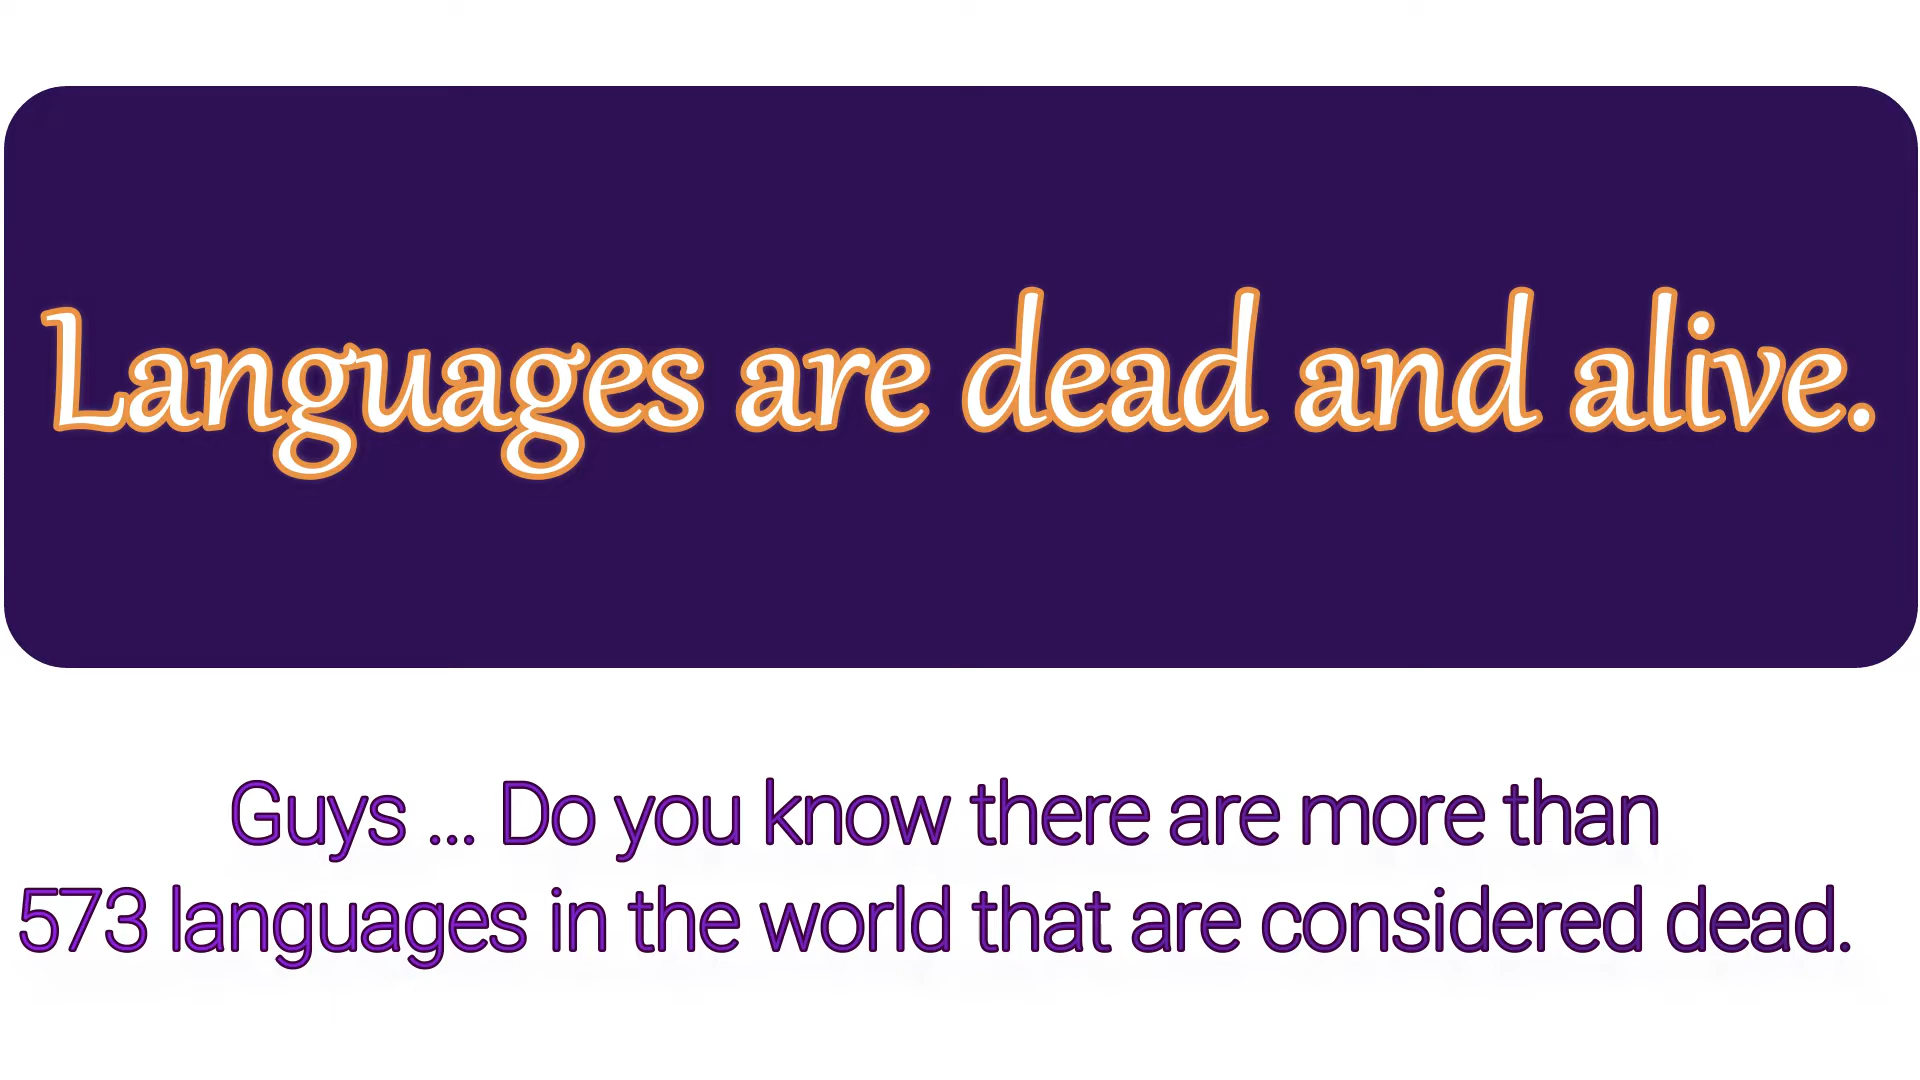 Languages are dead and alive.
Guys ... Do you know there are more than
573 languages in the world that are considered dead.